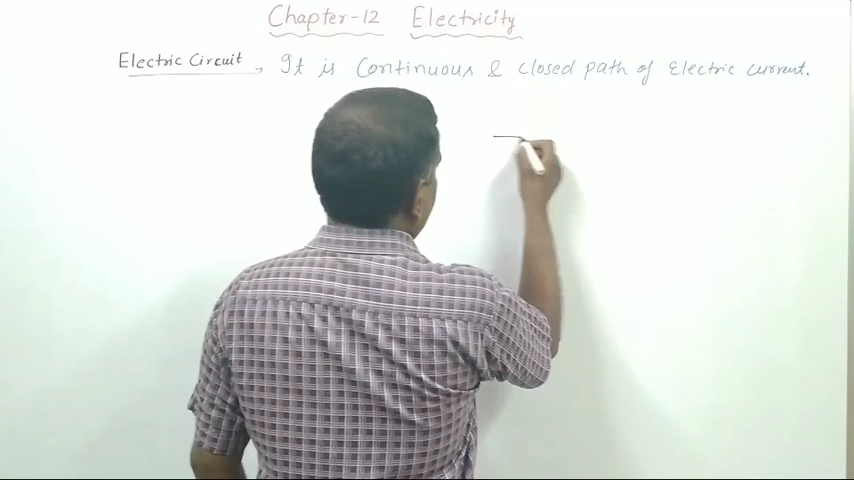 Chapter-12 Electricity
Electric Circuit → It is Continuous & closed path of Electric current.